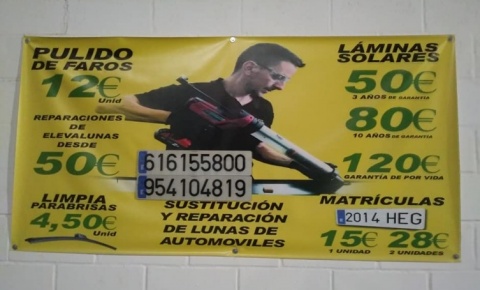 PULIDO
DE FAROS
12€
Unid
REPARACIONES
DE
ELEVALUNAS
DESDE
50€
LIMPIA
PARABRISAS
4,50€
Unid
616155800
954104819
SUSTITUCIÓN
Y REPARACIÓN
DE LUNAS DE
AUTOMOVILES
LÁMINAS
SOLARES
50€
3 AÑOS DE GARANTÍA
80€
10 AÑOS DE GARANTÍA
120€
GARANTÍA DE POR VIDA
MATRÍCULAS
2014 HEG
15€ 28€
1 UNIDAD 2 UNIDADES